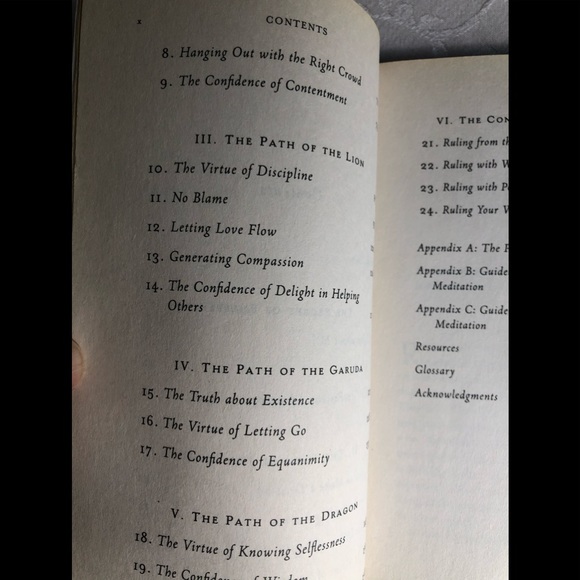 CONTENTS
8. Hanging Out with the Right Crowd
9. The Confidence of Contentment
III. THE PATH OF THE LION
10. The Virtue of Discipline
11. No Blame
12. Letting Love Flow
13. Generating Compassion
14. The Confidence of Delight in Helping
Others
IV. THE PATH OF THE GARUDA
15. The Truth about Existence
16. The Virtue of Letting Go
17. The Confidence of Equanimity
V. THE PATH OF THE DRAGON
18. The Virtue of Knowing Selflessness
19. The Confidence of Wisdom
VI. THE
21. Ruling from
22. Ruling with
23. Ruling with
24. Ruling Your
Appendix A: The
Appendix B: Guide
Meditation
Appendix C: Guide
Meditation
Resources
Glossary
Acknowledgments